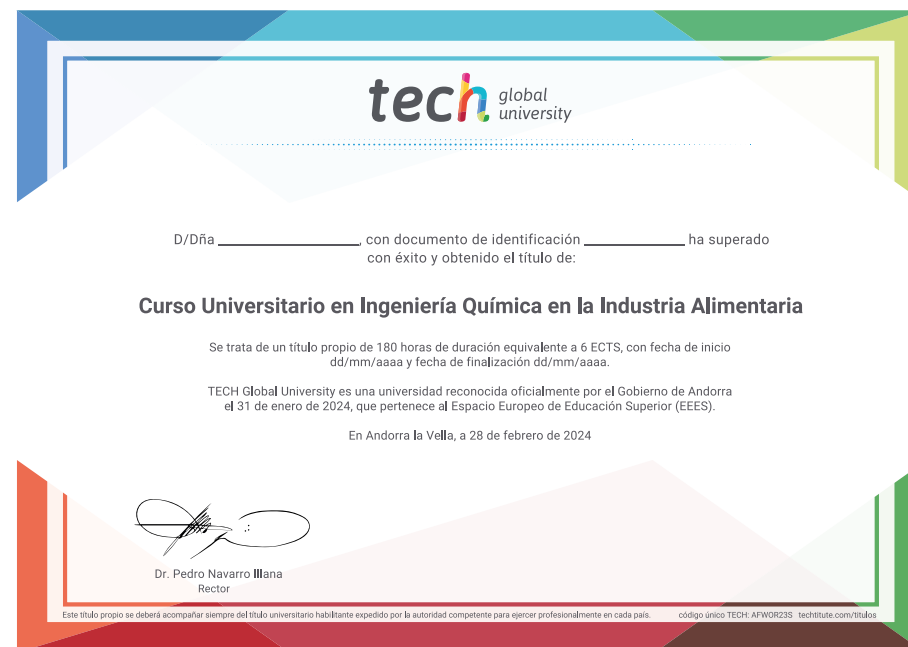 tech global university
D/Dña ____________________, con documento de identificación ______________ ha superado
con éxito y obtenido el título de:
Curso Universitario en Ingeniería Química en la Industria Alimentaria
Se trata de un título propio de 180 horas de duración equivalente a 6 ECTS, con fecha de inicio
dd/mm/aaaa y fecha de finalización dd/mm/aaaa.
TECH Global University es una universidad reconocida oficialmente por el Gobierno de Andorra
el 31 de enero de 2024, que pertenece al Espacio Europeo de Educación Superior (EEES).
En Andorra la Vella, a 28 de febrero de 2024
Dr. Pedro Navarro Illana
Rector
Este título propio se deberá acompañar siempre del título universitario habilitante expedido por la autoridad competente para ejercer profesionalmente en cada país. código único TECH: AFWOR23S techtitute.com/titulos